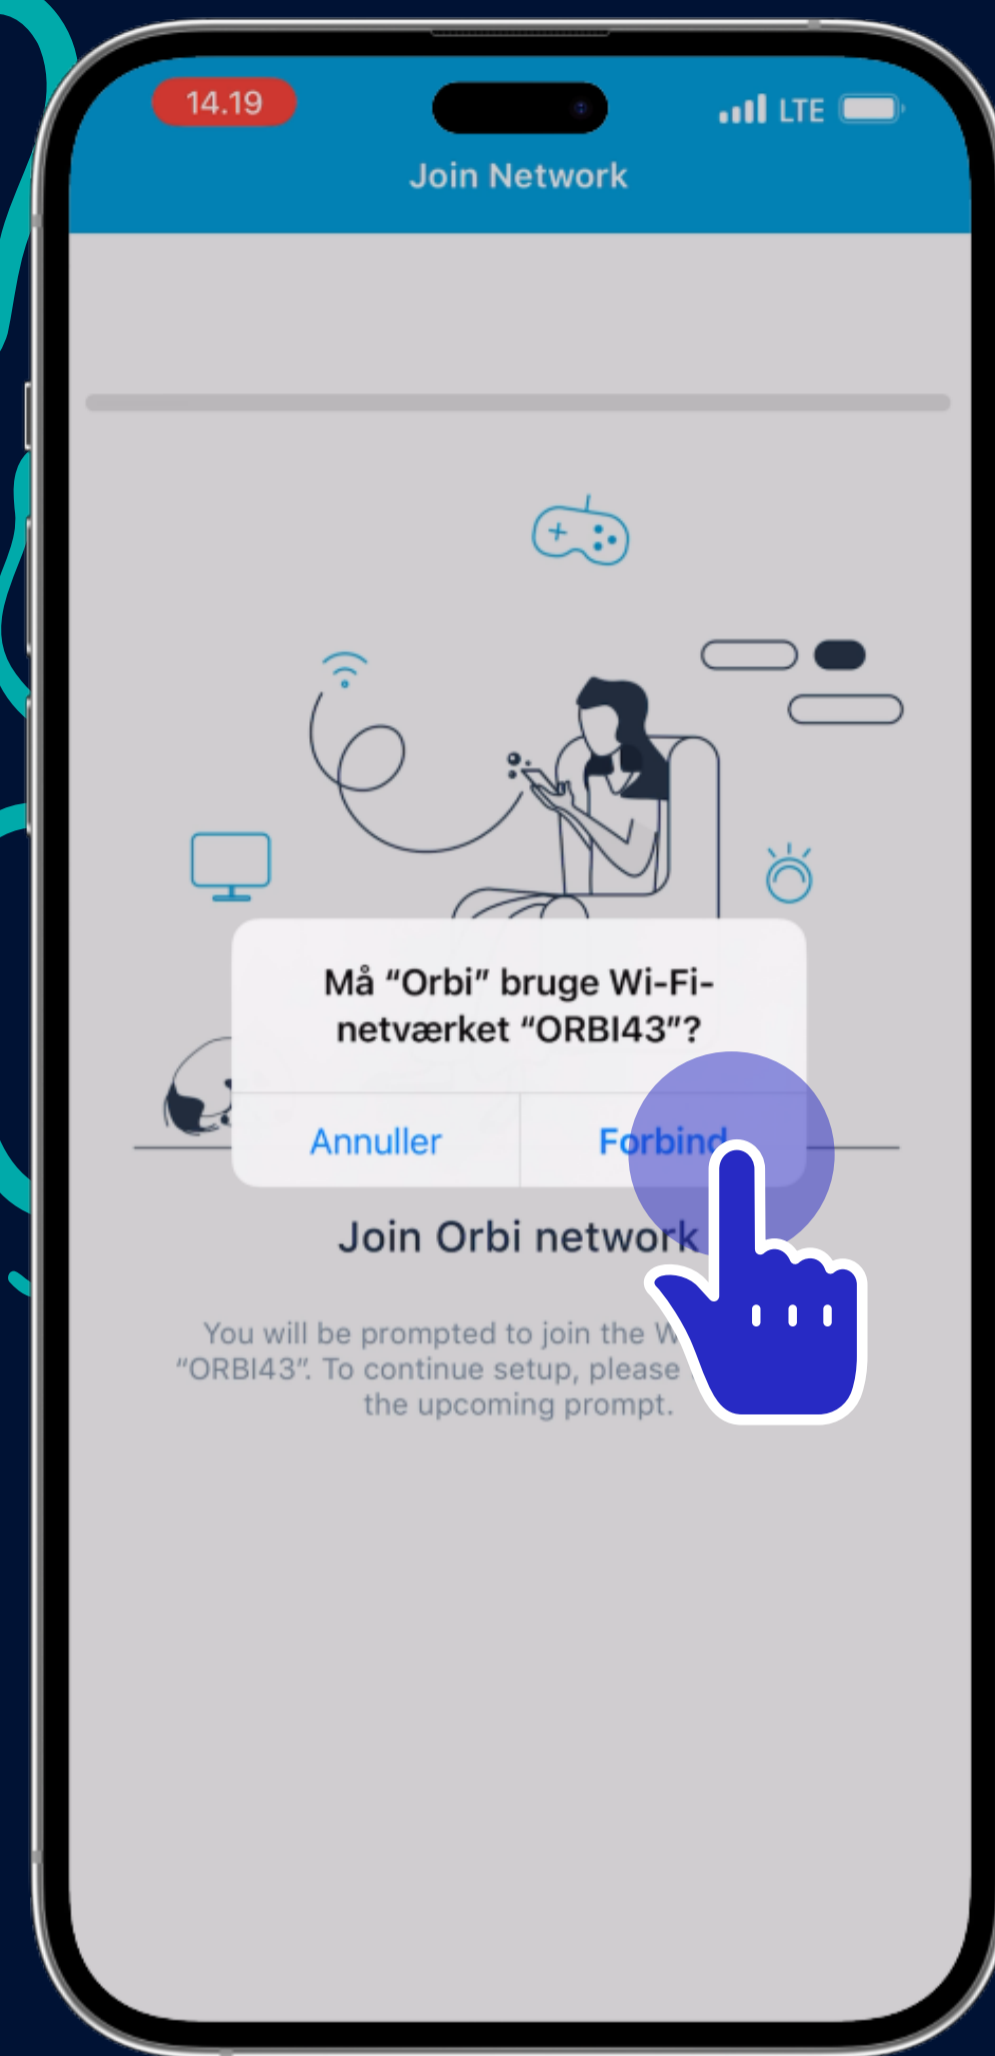 14.19
LTE
Join Network
Må “Orbi” bruge Wi-Fi-
netværket “ORBI43”?
Annuller
Forbind
Join Orbi network
You will be prompted to join the
“ORBI43”. To continue setup, please
the upcoming prompt.